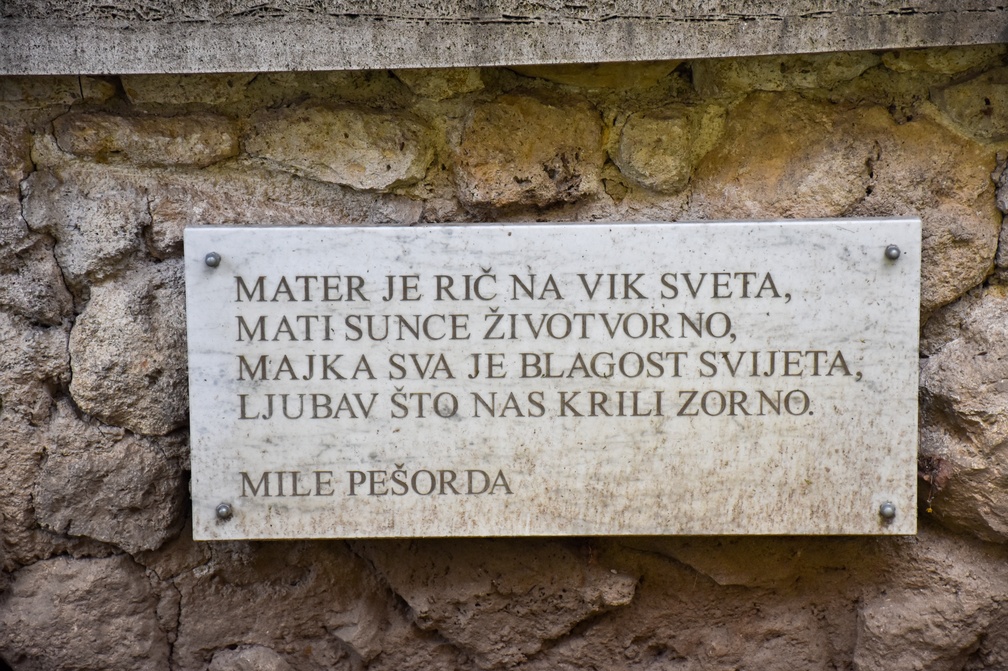 MATER JE RIČ NA VIK SVETA,
MATI SUNCE ŽIVOTVORNO,
MAJKA SVA JE BLAGOST SVIJETA,
LJUBAV ŠTO NAS KRILI ZORNO.
MILE PEŠORDA